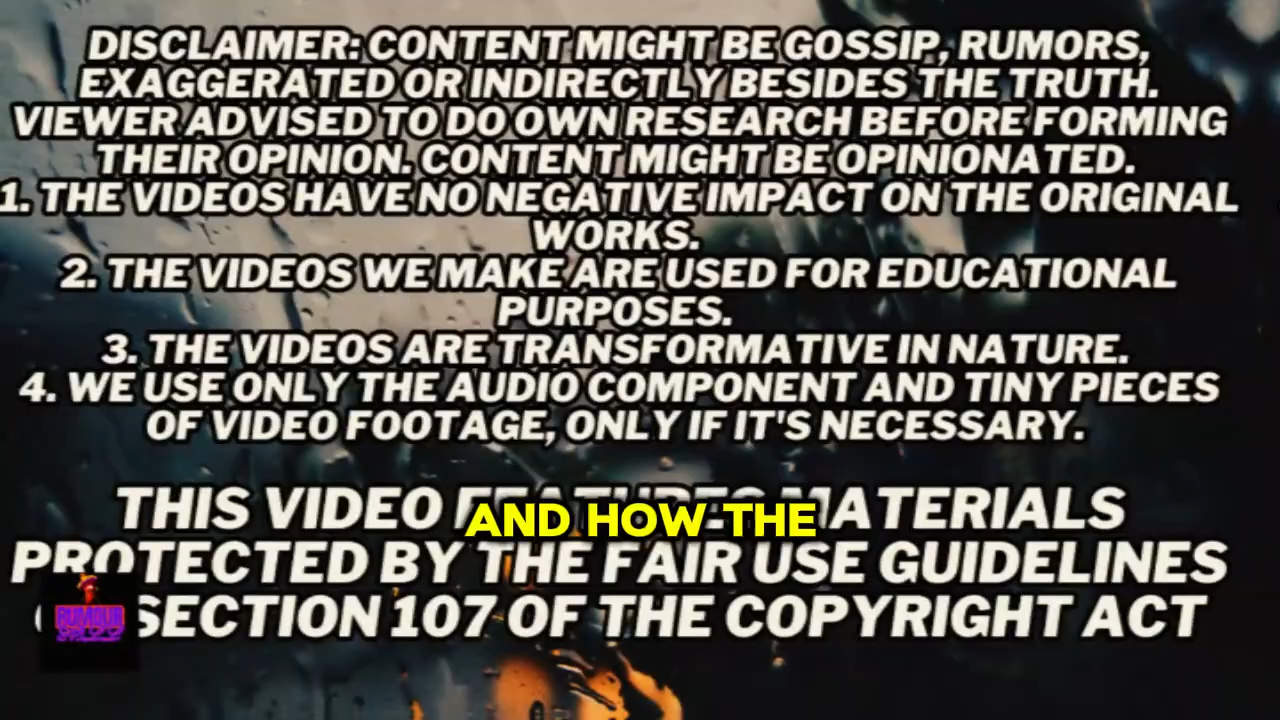 DISCLAIMER: CONTENT MIGHT BE GOSSIP, RUMORS,
EXAGGERATED OR INDIRECTLY BESIDES THE TRUTH.
VIEWER ADVISED TO DO OWN RESEARCH BEFORE FORMING
THEIR OPINION. CONTENT MIGHT BE OPINIONATED.
1. THE VIDEOS HAVE NO NEGATIVE IMPACT ON THE ORIGINAL
WORKS.
2. THE VIDEOS WE MAKE ARE USED FOR EDUCATIONAL
PURPOSES.
3. THE VIDEOS ARE TRANSFORMATIVE IN NATURE.
4. WE USE ONLY THE AUDIO COMPONENT AND TINY PIECES
OF VIDEO FOOTAGE, ONLY IF IT'S NECESSARY.
THIS VIDEO FEATURES MATERIALS
AND HOW THE
PROTECTED BY THE FAIR USE GUIDELINES
SECTION 107 OF THE COPYRIGHT ACT
RUMOUR